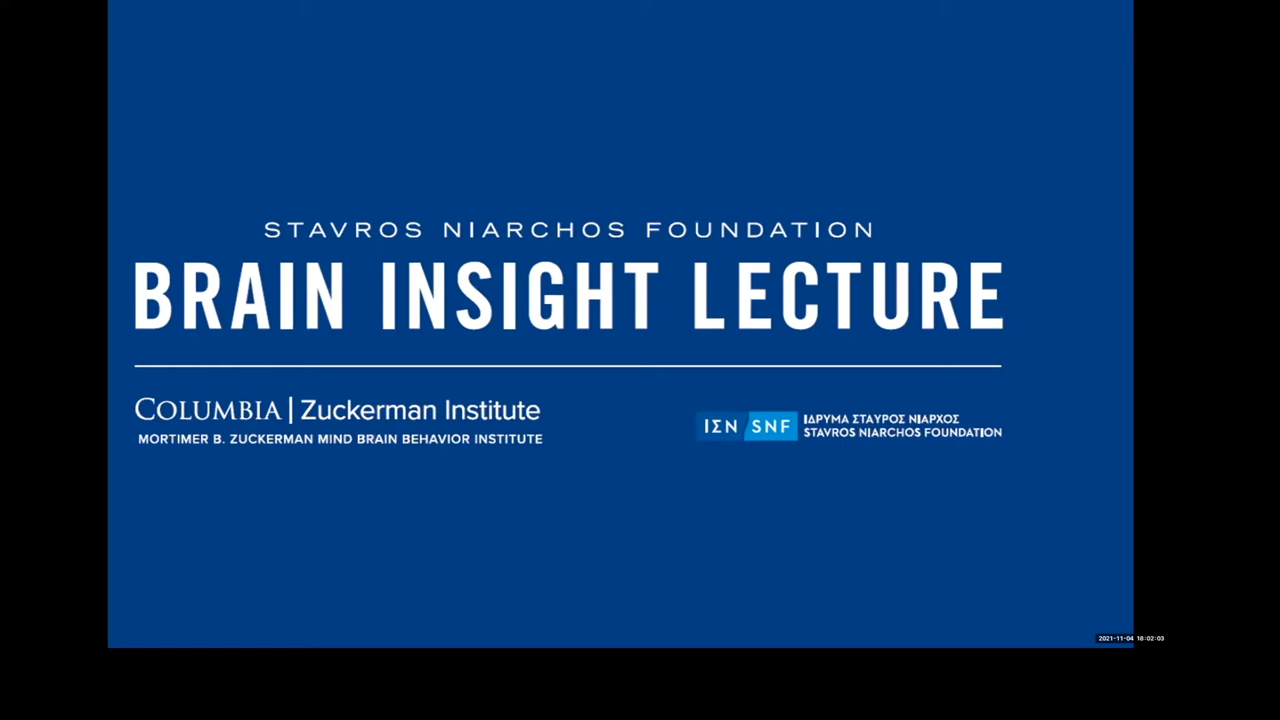 STAVROS NIARCHOS FOUNDATION
BRAIN INSIGHT LECTURE
COLUMBIA | Zuckerman Institute
MORTIMER B. ZUCKERMAN MIND BRAIN BEHAVIOR INSTITUTE
ΙΣΝ SNF
ΙΔΡΥΜΑ ΣΤΑΥΡΟΣ ΝΙΑΡΧΟΣ
STAVROS NIARCHOS FOUNDATION
2021-11-04 18:02:03